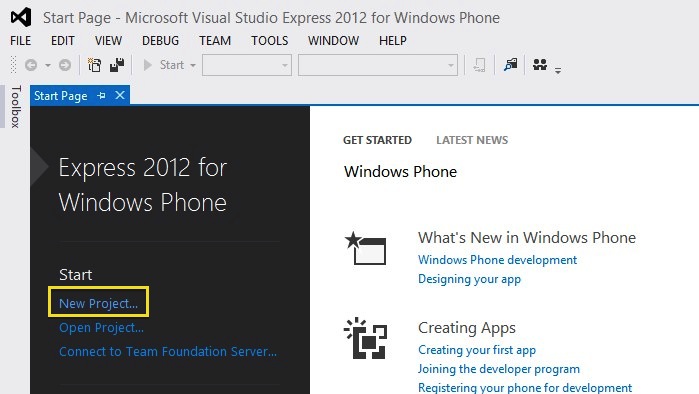 Start Page - Microsoft Visual Studio Express 2012 for Windows Phone
FILE EDIT VIEW DEBUG TEAM TOOLS WINDOW HELP
Start
Toolbox
Start Page
Express 2012 for
Windows Phone
Start
New Project...
Open Project...
Connect to Team Foundation Server...
GET STARTED LATEST NEWS
Windows Phone
What's New in Windows Phone
Windows Phone development
Designing your app
Creating Apps
Creating your first app
Joining the developer program
Registering your phone for development